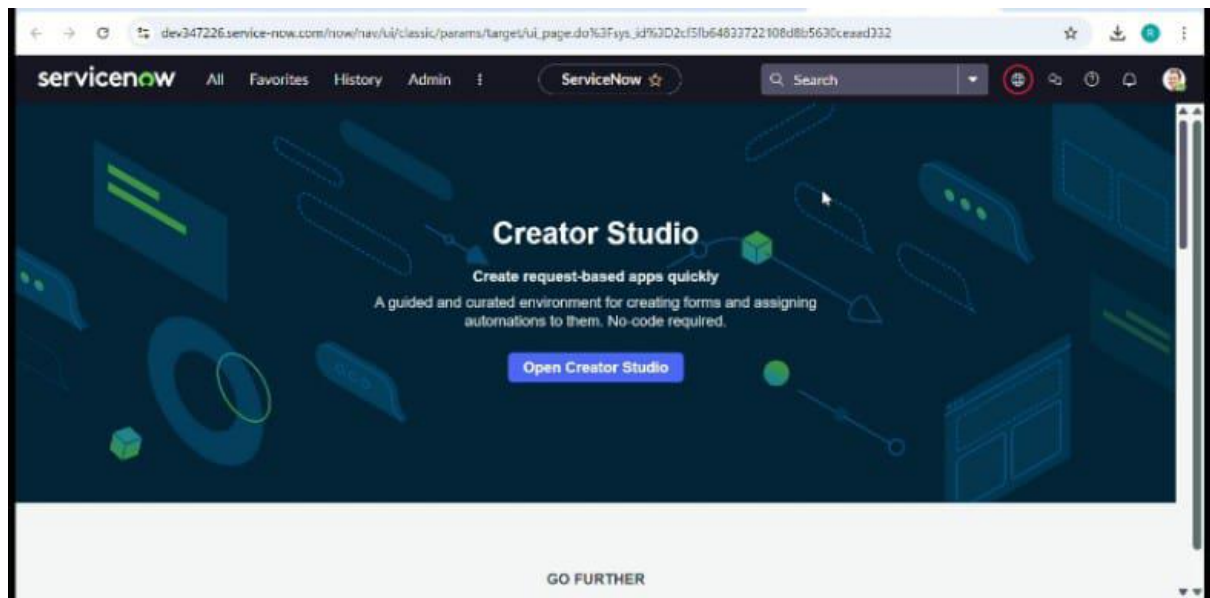 dev347226.service-now.com/now/nav/ui/classic/params/target/ui_page.do%3Fsys_id%3D2cf5fb64833722108d8b5630ceaad332
R
servicenow All Favorites History Admin ServiceNow Search
Creator Studio
Create request-based apps quickly
A guided and curated environment for creating forms and assigning
automations to them. No-code required.
Open Creator Studio
GO FURTHER